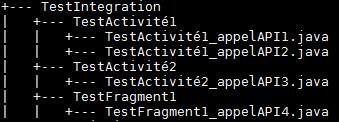 +--- TestIntegration
|   +--- TestActivité1
|   |   +--- TestActivité1_appelAPI1.java
|   |   +--- TestActivité1_appelAPI2.java
|   +--- TestActivité2
|   |   +--- TestActivité2_appelAPI3.java
|   +--- TestFragment1
|   |   +--- TestFragment1_appelAPI4.java